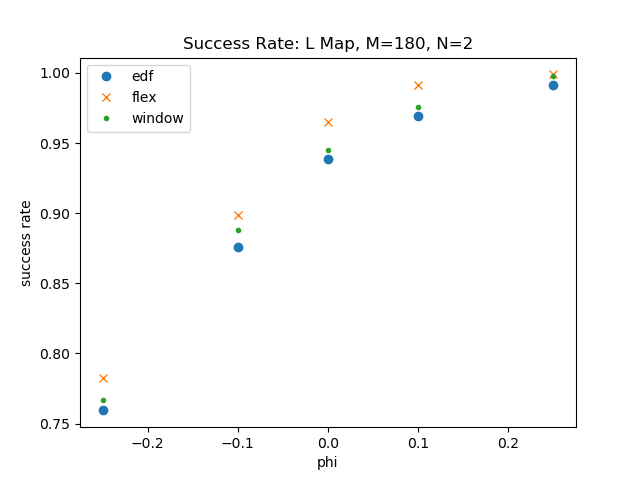 Success Rate: L Map, M=180, N=2
edf
flex
window
success rate
1.00
0.95
0.90
0.85
0.80
0.75
−0.2 −0.1 0.0 0.1 0.2
phi